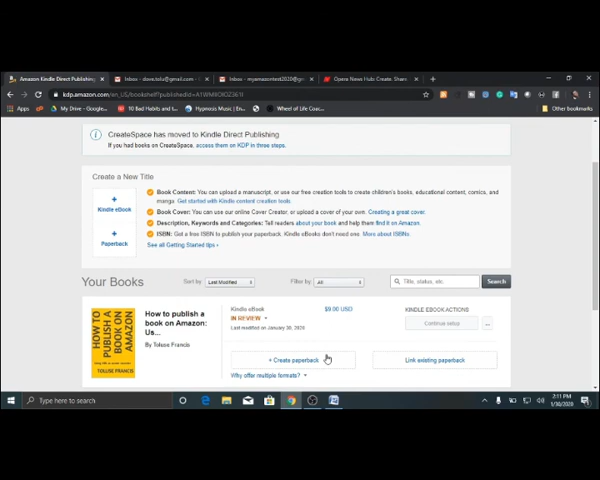 Amazon Kindle Direct Publishing
Inbox - dave.tolu@gmail.com -
Inbox - myamazontest2020@g
Opera News Hub Create. Share
kdp.amazon.com/en_US/bookshelf?publishedId=
Apps
My Drive - Google...
10 Bad Habits and t...
Hypnosis Music | En...
Wheel of Life Coac...
Other bookmarks
CreateSpace has moved to Kindle Direct Publishing
If you had books on CreateSpace, access them on KDP in three steps.
Create a New Title
+
Kindle eBook
+
Paperback
Book Content: You can upload a manuscript, or use our free creation tools to create children's books, educational content, comics, and
manga. Get started with Kindle content creation tools.
Book Cover: You can use our online Cover Creator, or upload a cover of your own. Creating a great cover.
Description, Keywords and Categories: Tell readers about your book and help them find it on Amazon.
ISBN: Get a free ISBN to publish your paperback. Kindle eBooks don't need one. More about ISBNs.
See all Getting Started tips ›
Your Books
Sort by
Last Modified
Filter by
All
Title, status, etc.
Search
HOW TO
PUBLISH A
BOOK ON
AMAZON
TOLUSE FRANCIS
How to publish a
book on Amazon:
Us...
By Toluse Francis
Kindle eBook
IN REVIEW
Last modified on January 30, 2020
$9.00 USD
KINDLE EBOOK ACTIONS
Continue setup
...
+ Create paperback
Link existing paperback
Why offer multiple formats?
Type here to search
2:11 PM
1/30/2020